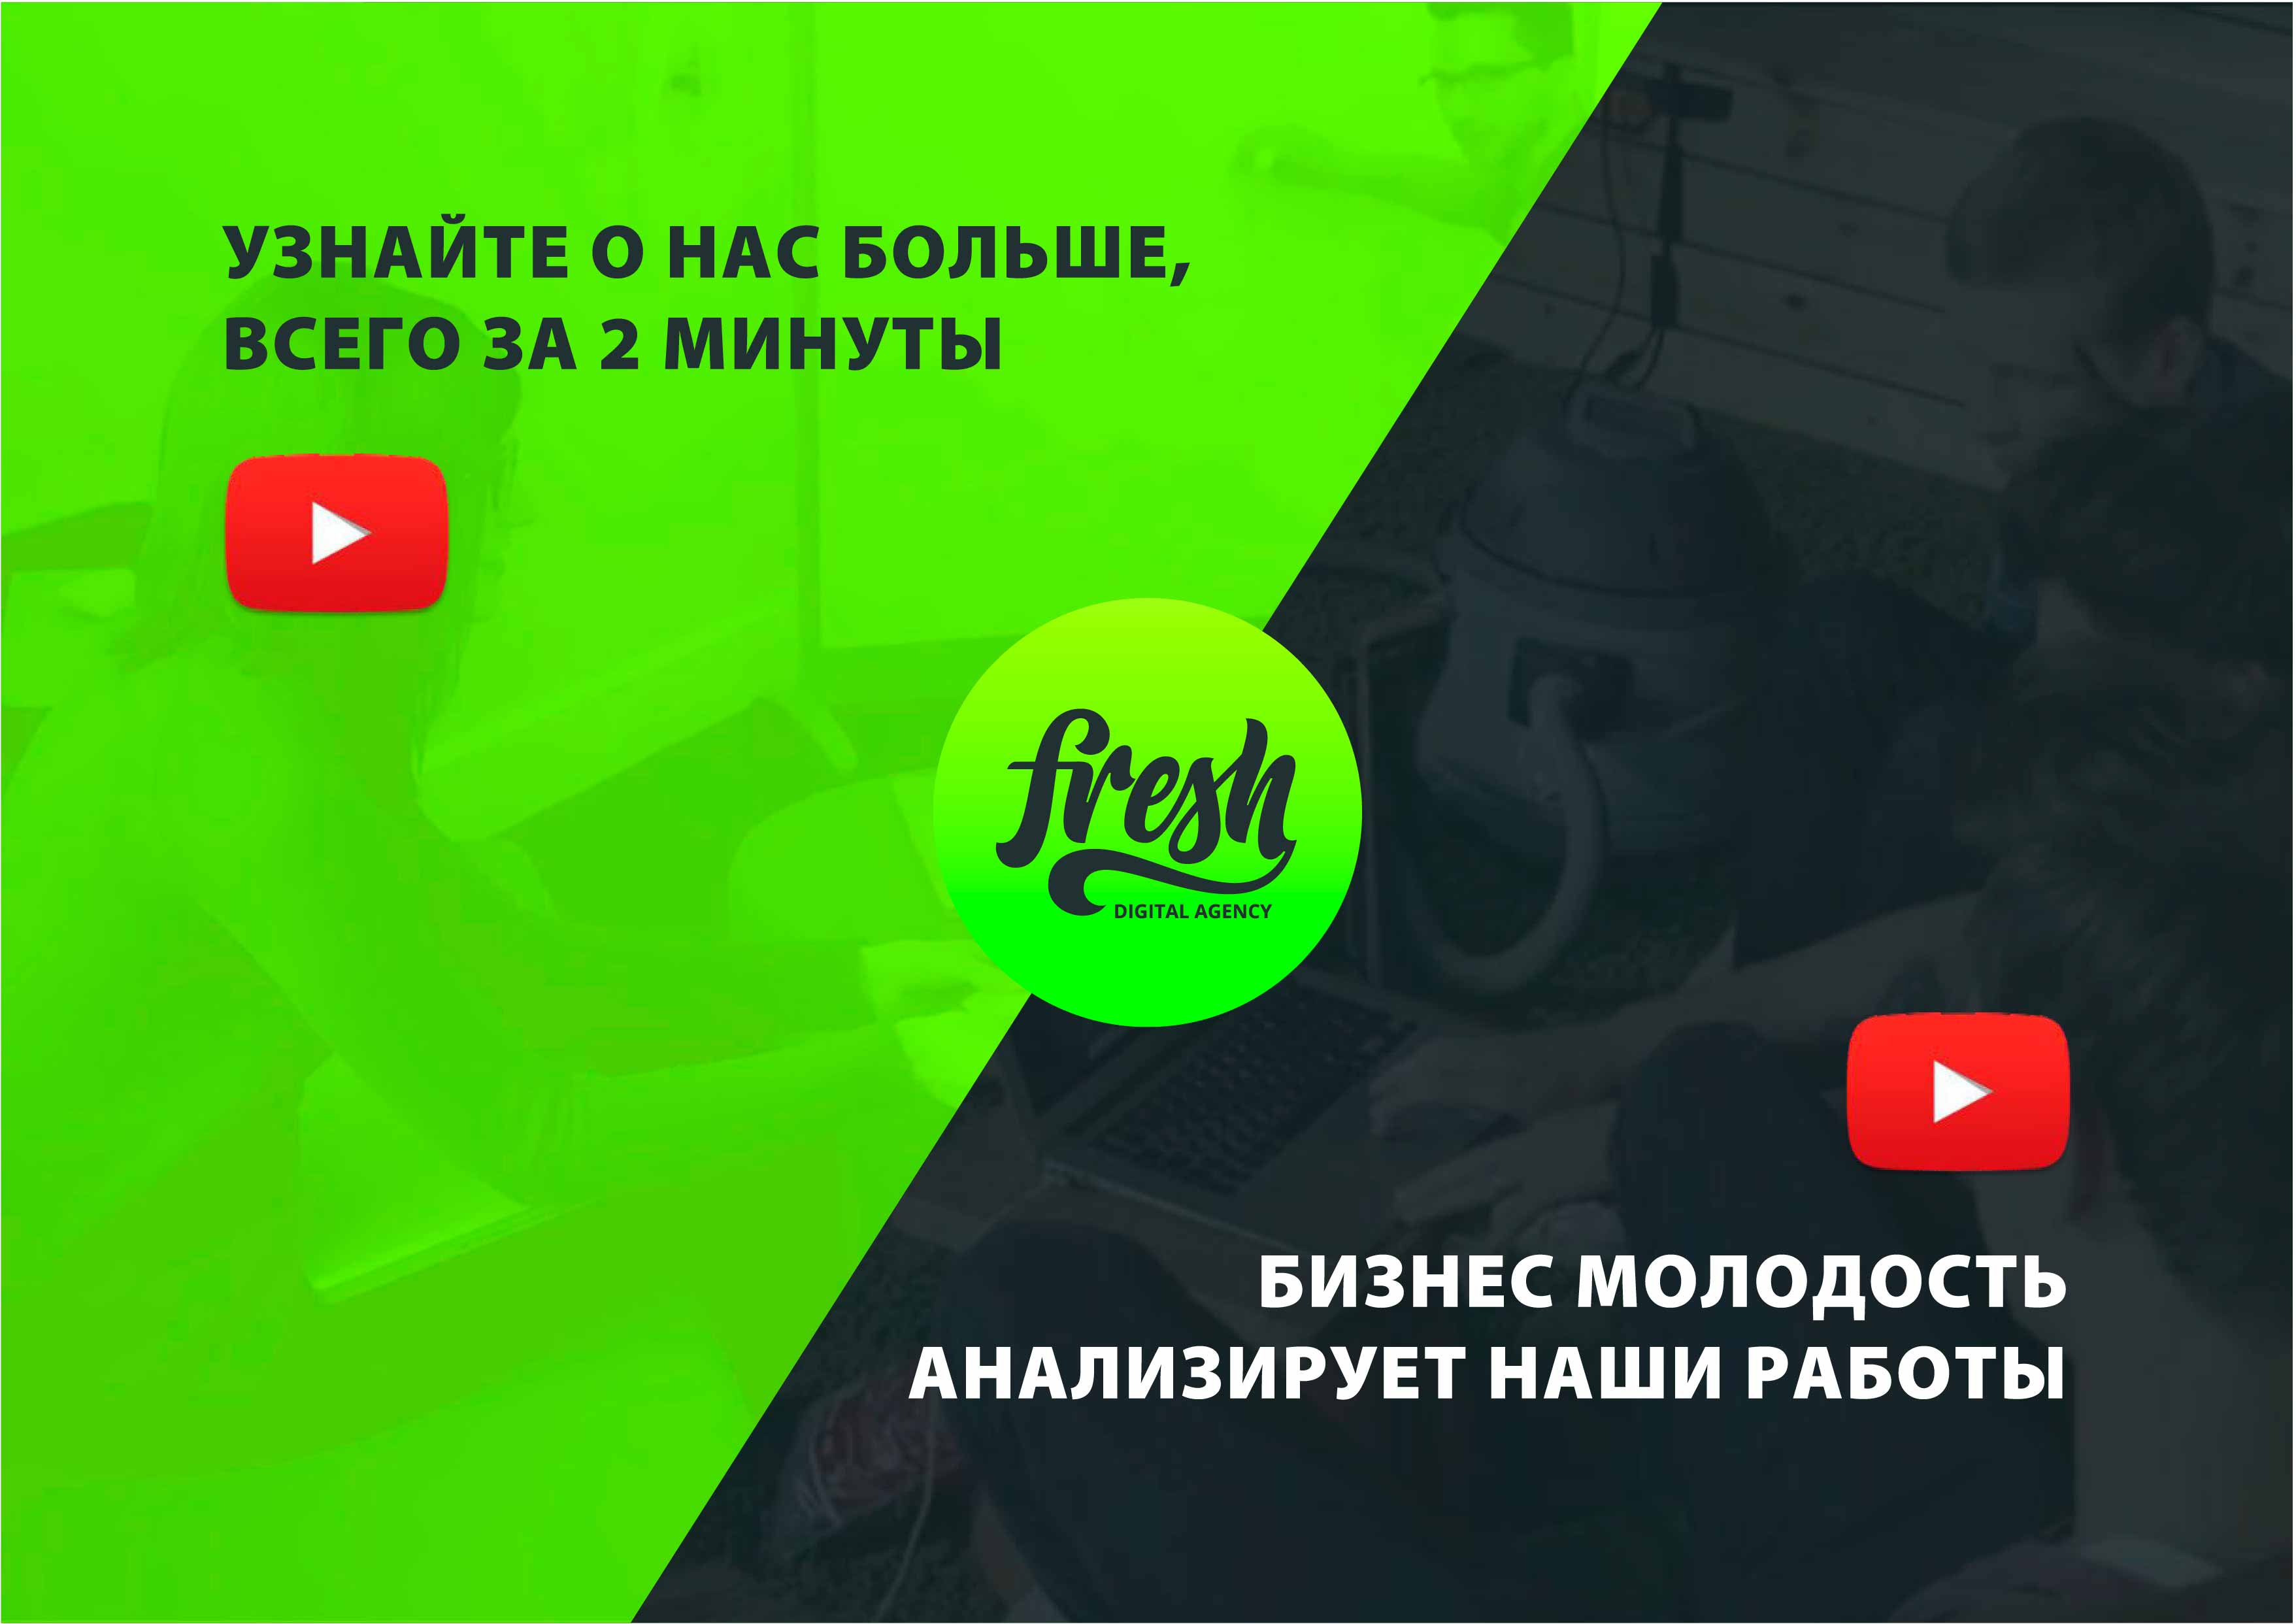 УЗНАЙТЕ О НАС БОЛЬШЕ,
ВСЕГО ЗА 2 МИНУТЫ
fresh
DIGITAL AGENCY
БИЗНЕС МОЛОДОСТЬ
АНАЛИЗИРУЕТ НАШИ РАБОТЫ